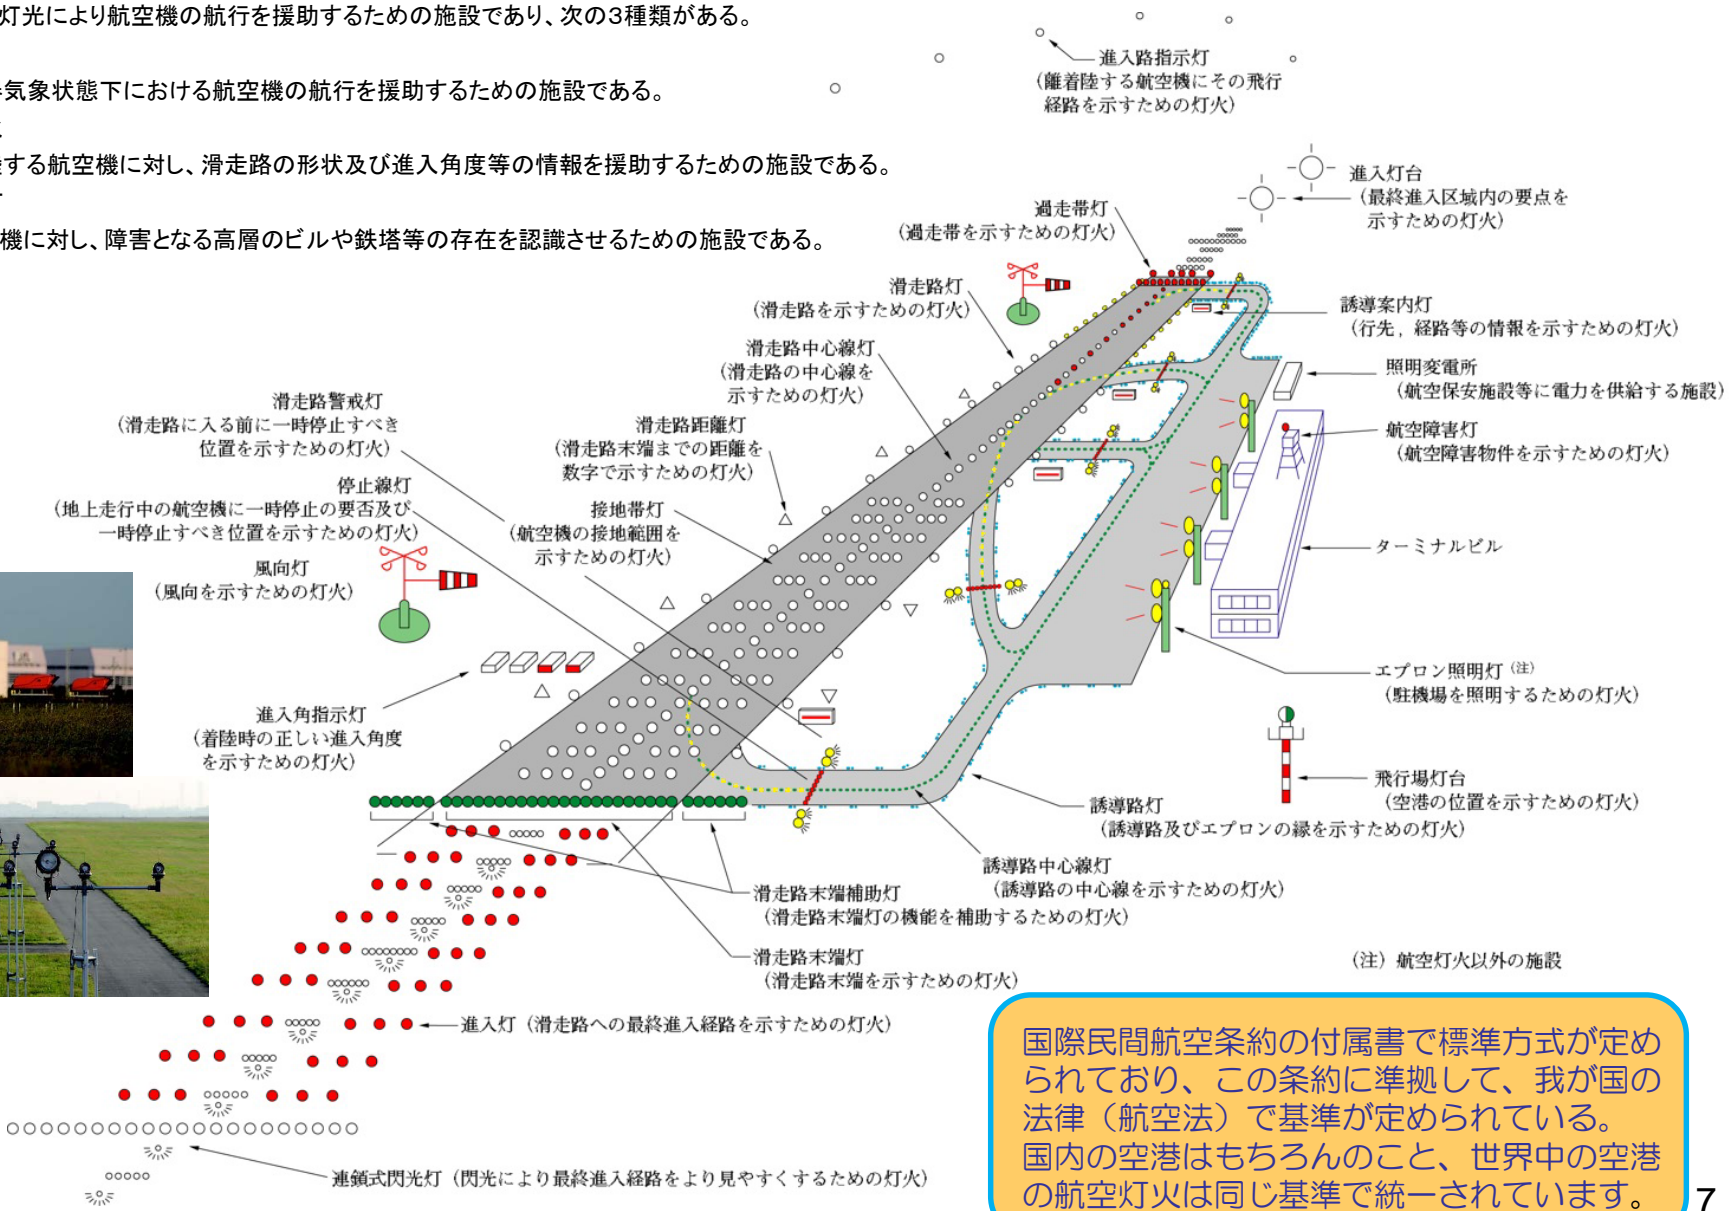 灯光により航空機の航行を援助するための施設であり、次の3種類がある。
気象状態下における航空機の航行を援助するための施設である。
する航空機に対し、滑走路の形状及び進入角度等の情報を援助するための施設である。
機に対し、障害となる高層のビルや鉄塔等の存在を認識させるための施設である。
進入路指示灯
（離着陸する航空機にその飛行
経路を示すための灯火）
進入灯台
（最終進入区域内の要点を
示すための灯火）
過走帯灯
（過走帯を示すための灯火）
滑走路灯
（滑走路を示すための灯火）
誘導案内灯
（行先，経路等の情報を示すための灯火）
滑走路中心線灯
（滑走路の中心線を
示すための灯火）
照明変電所
（航空保安施設等に電力を供給する施設）
滑走路警戒灯
（滑走路に入る前に一時停止すべき
位置を示すための灯火）
滑走路距離灯
（滑走路末端までの距離を
数字で示すための灯火）
航空障害灯
（航空障害物件を示すための灯火）
停止線灯
（地上走行中の航空機に一時停止の要否及び
一時停止すべき位置を示すための灯火）
接地帯灯
（航空機の接地範囲を
示すための灯火）
ターミナルビル
風向灯
（風向を示すための灯火）
エプロン照明灯（注）
（駐機場を照明するための灯火）
進入角指示灯
（着陸時の正しい進入角度
を示すための灯火）
飛行場灯台
（空港の位置を示すための灯火）
誘導路灯
（誘導路及びエプロンの縁を示すための灯火）
誘導路中心線灯
（誘導路の中心線を示すための灯火）
滑走路末端補助灯
（滑走路末端灯の機能を補助するための灯火）
滑走路末端灯
（滑走路末端を示すための灯火）
（注）航空灯火以外の施設
進入灯（滑走路への最終進入経路を示すための灯火）
連鎖式閃光灯（閃光により最終進入経路をより見やすくするための灯火）
国際民間航空条約の付属書で標準方式が定め
られており、この条約に準拠して、我が国の
法律（航空法）で基準が定められている。
国内の空港はもちろんのこと、世界中の空港
の航空灯火は同じ基準で統一されています。
7